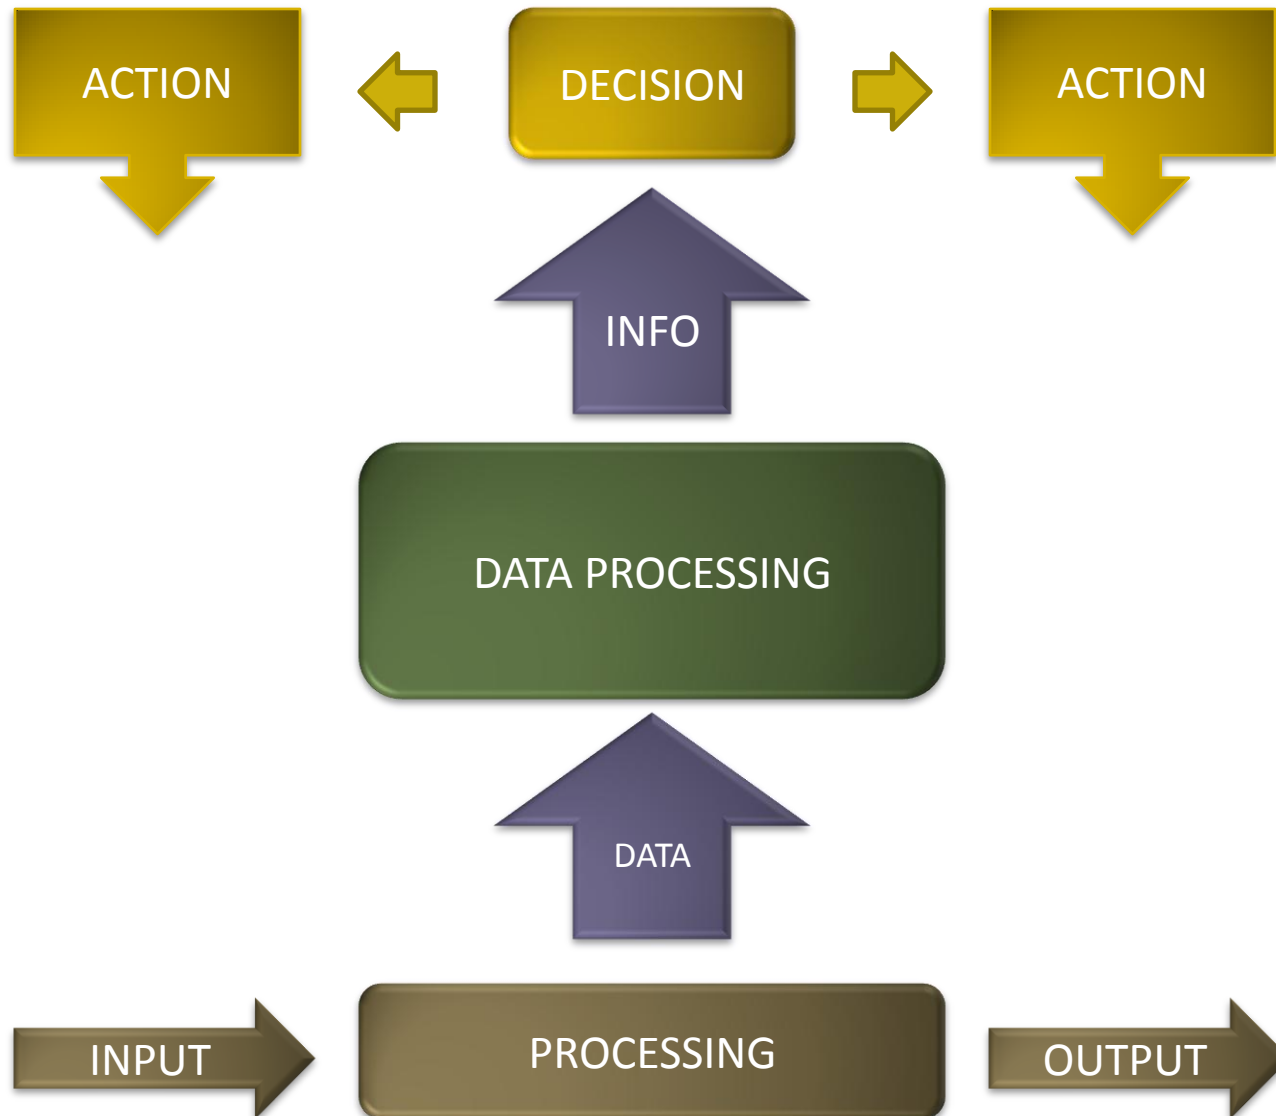 ACTION
DECISION
ACTION
INFO
DATA PROCESSING
DATA
INPUT
PROCESSING
OUTPUT